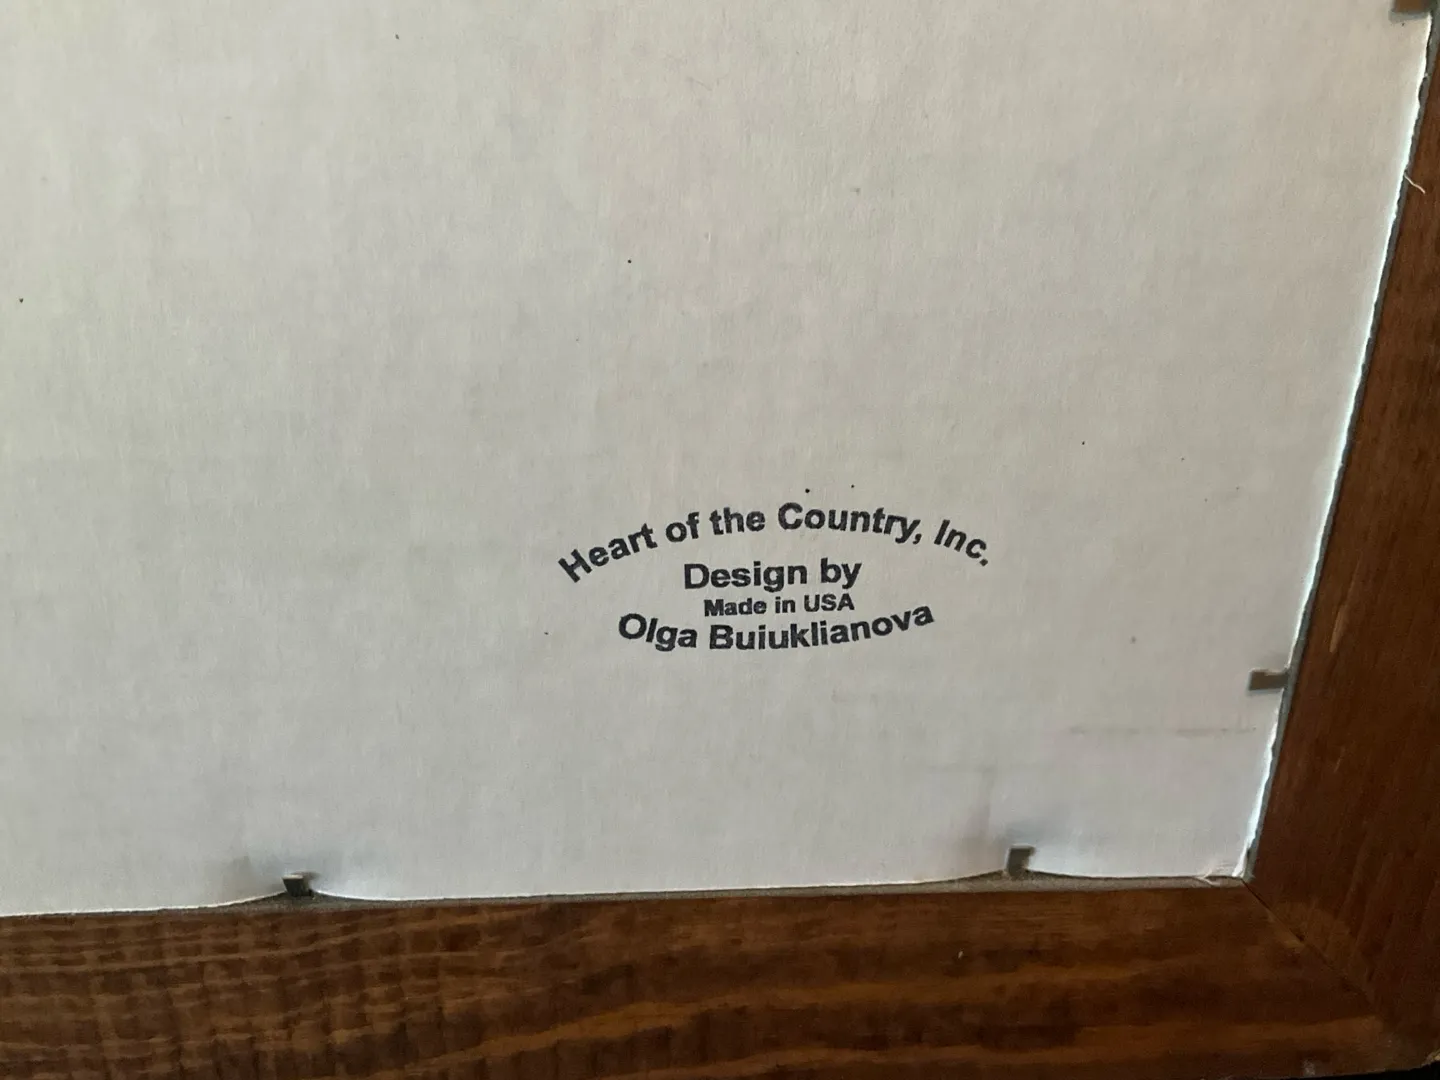 Heart of the Country, Inc.
Design by
Made in USA
Olga Buiuklianova